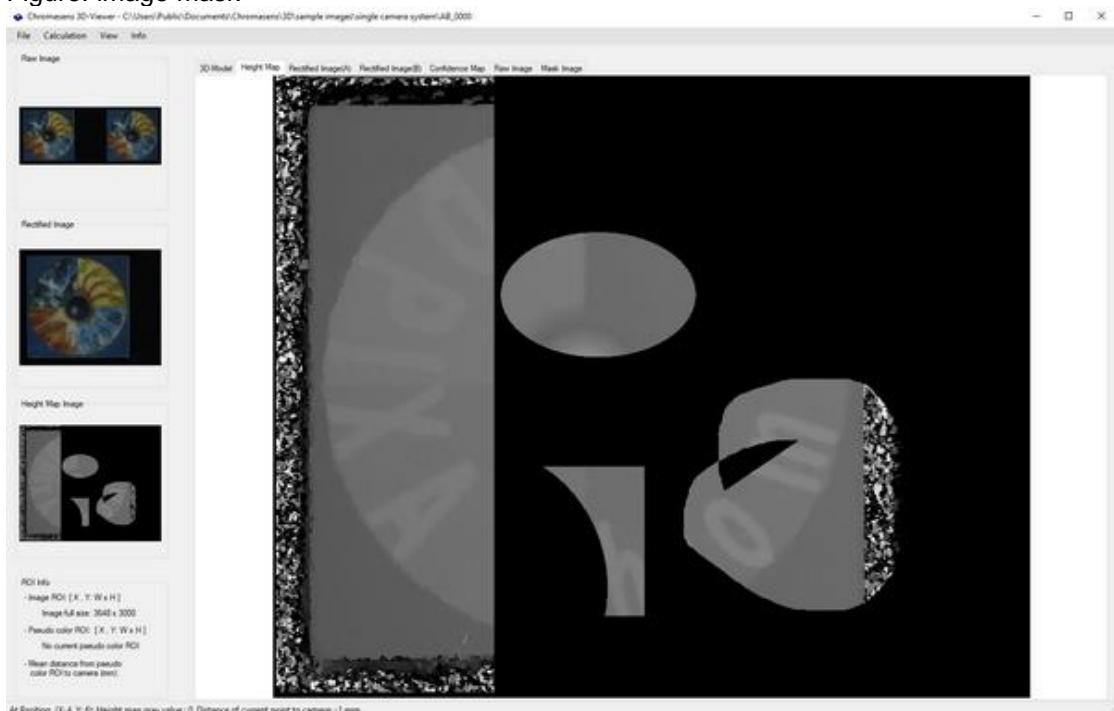 Figure: Image Mask
Chromasens 3D-Viewer - C:\Users\Public\Documents\Chromasens\3D\sample images\single camera system\AB_0000
File Calculation View Info
Raw Image
3D-Model Height Map Rectified Image(A) Rectified Image(B) Confidence Map Raw Image Mask Image
Rectified Image
Height Map Image
ROI Info
- Image ROI: [ X , Y: W x H ]
Image full size: 3648 x 3000
- Pseudo color ROI: [ X , Y: W x H ]
No current pseudo color ROI
- Mean distance from pseudo
color ROI to camera (mm):
At Position (X-4, Y: 6): Height map grey value : 0, Distance of current point to camera -1 mm